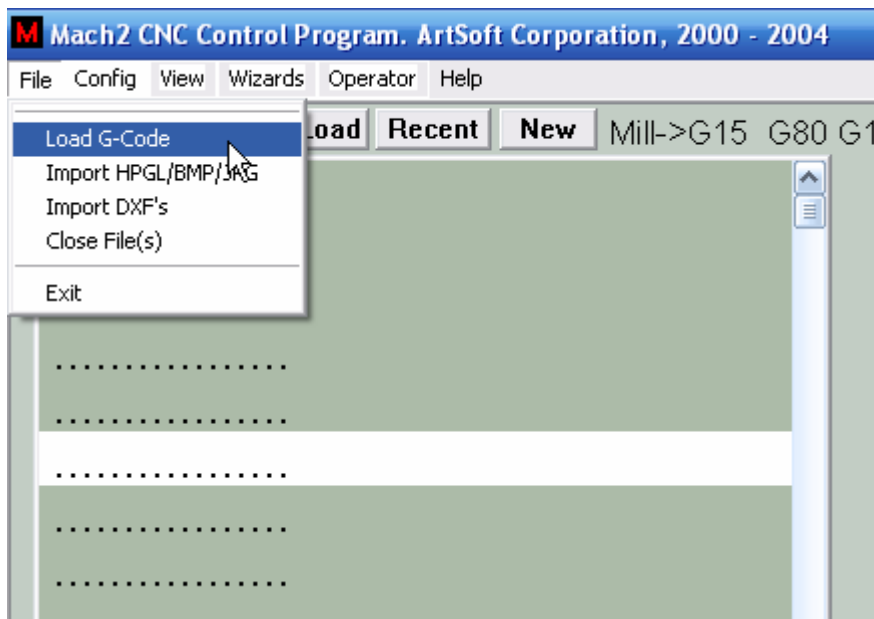 M Mach2 CNC Control Program. ArtSoft Corporation, 2000 - 2004
File Config View Wizards Operator Help
Load Recent New Mill->G15 G80 G1
Load G-Code
Import HPGL/BMP/JPG
Import DXF's
Close File(s)
Exit
.................
.................
.................
.................
.................